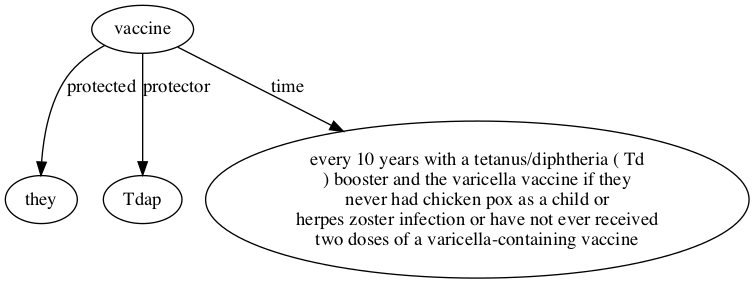 vaccine
protected
protector
time
they
Tdap
every 10 years with a tetanus/diphtheria ( Td
) booster and the varicella vaccine if they
never had chicken pox as a child or
herpes zoster infection or have not ever received
two doses of a varicella-containing vaccine